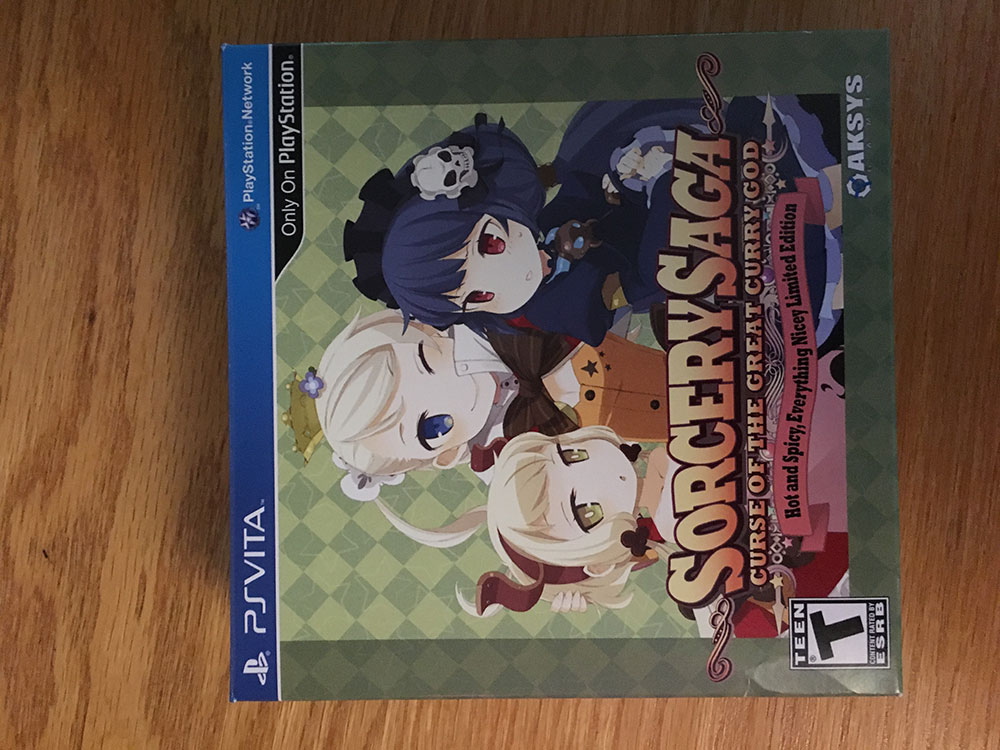 PSVITA
PlayStation®Network
Only On PlayStation®
SORCERY SAGA
CURSE OF THE GREAT CURRY GOD
Hot and Spicy, Everything Nicey Limited Edition
TEEN
T
CONTENT RATED BY
ESRB
AKSYS
GAMES